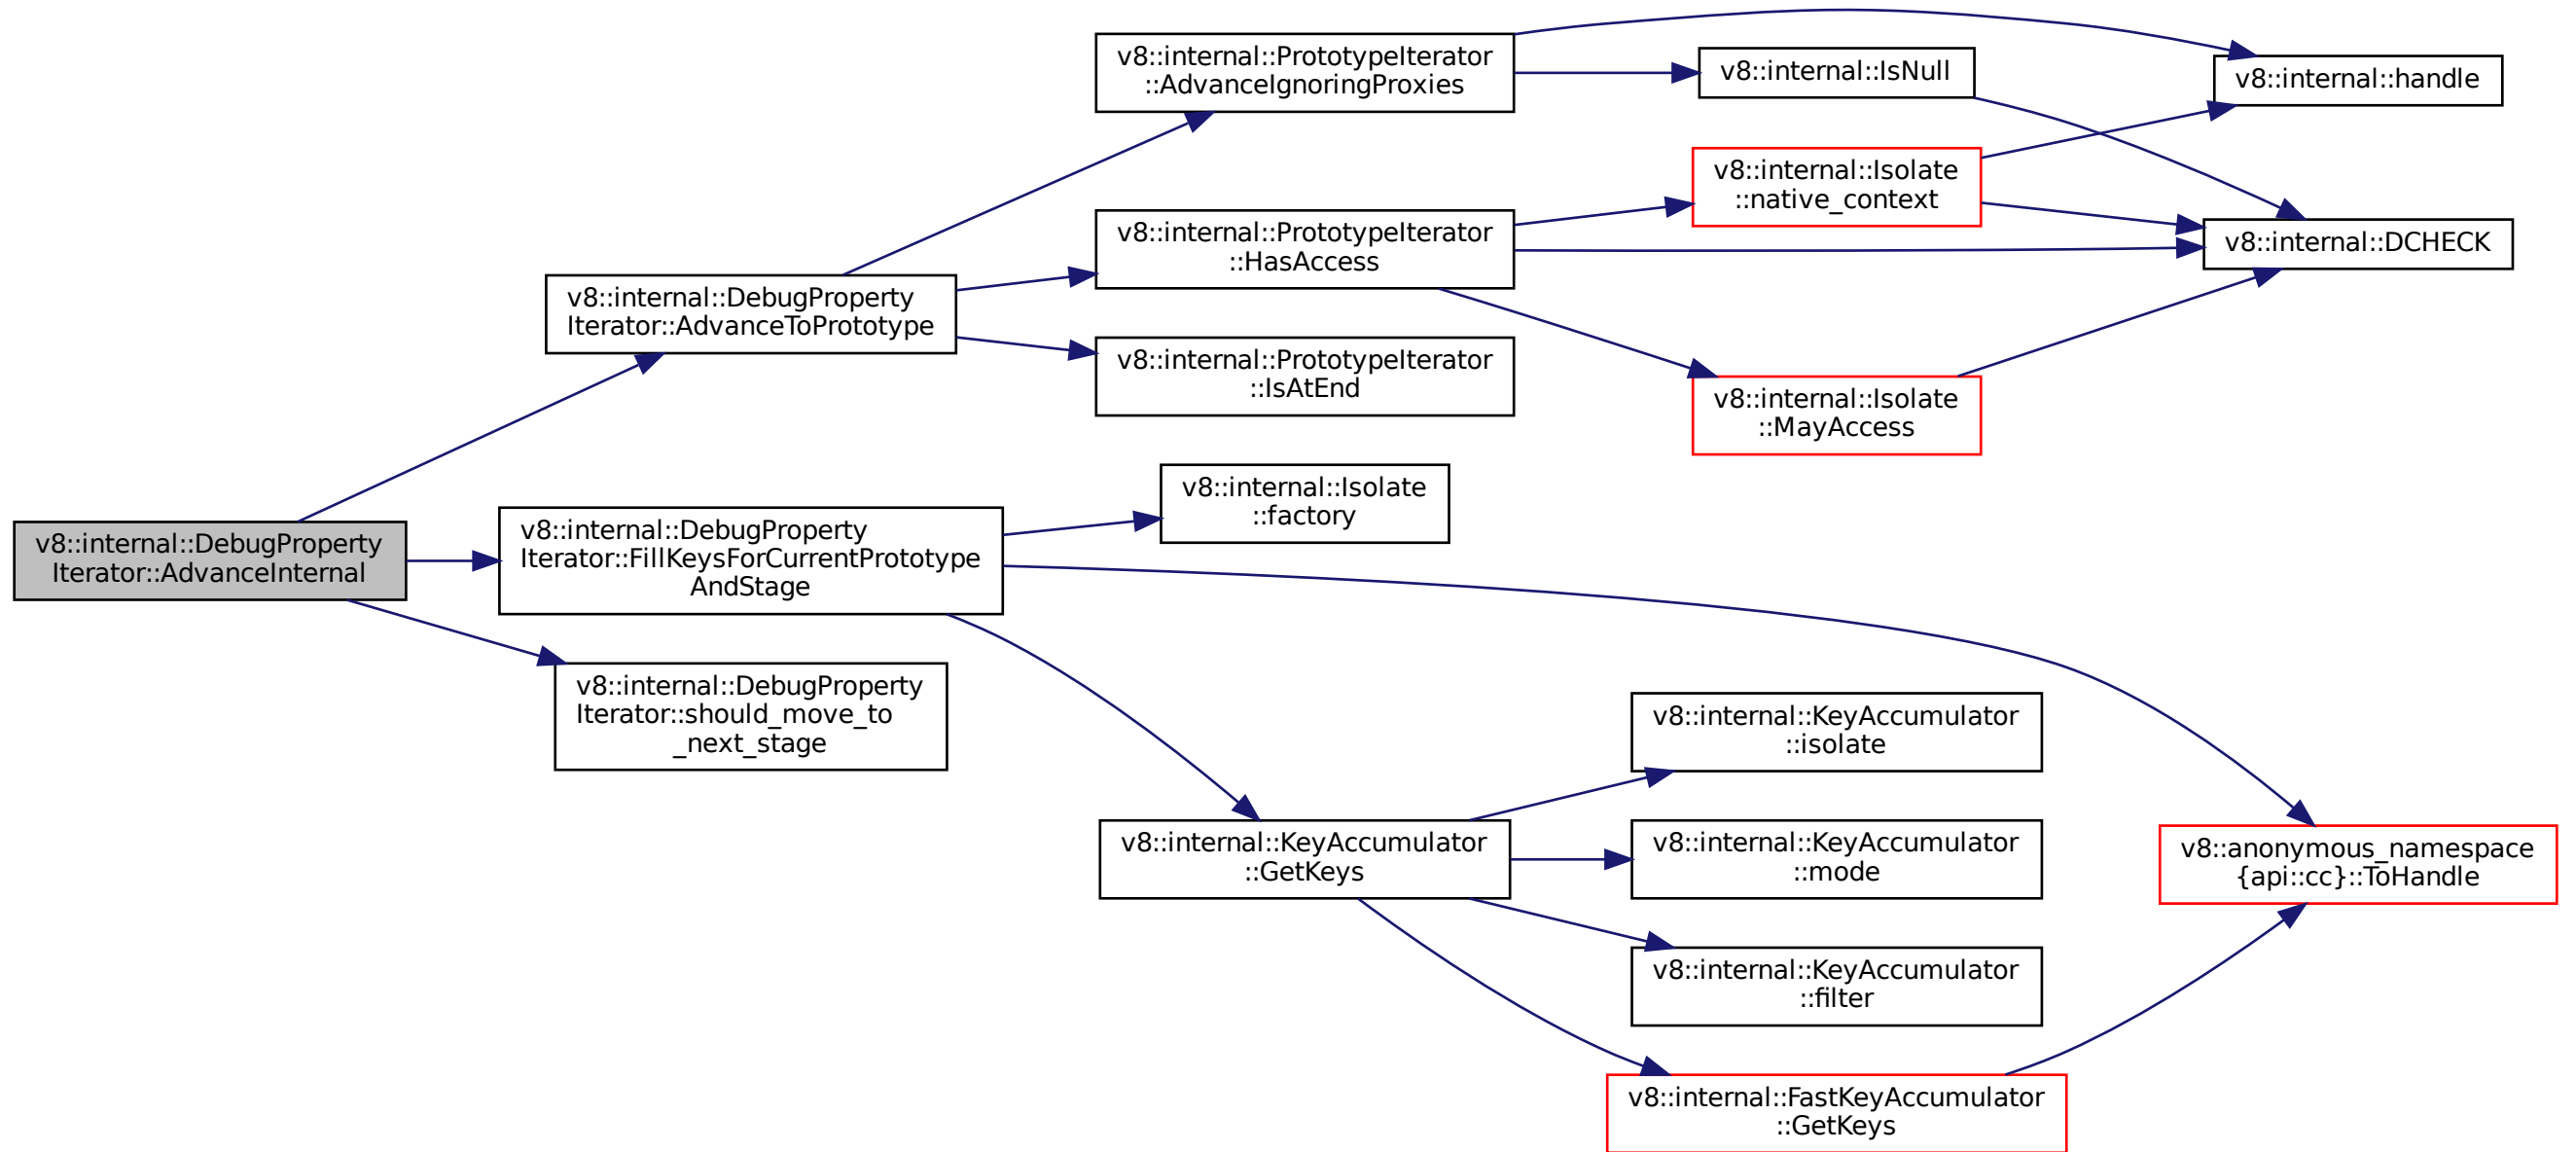 v8::internal::DebugProperty
Iterator::AdvanceInternal
v8::internal::DebugProperty
Iterator::AdvanceToPrototype
v8::internal::PrototypeIterator
::AdvanceIgnoringProxies
v8::internal::IsNull
v8::internal::handle
v8::internal::PrototypeIterator
::HasAccess
v8::internal::Isolate
::native_context
v8::internal::DCHECK
v8::internal::PrototypeIterator
::IsAtEnd
v8::internal::Isolate
::MayAccess
v8::internal::DebugProperty
Iterator::FillKeysForCurrentPrototype
AndStage
v8::internal::Isolate
::factory
v8::internal::DebugProperty
Iterator::should_move_to
_next_stage
v8::internal::KeyAccumulator
::GetKeys
v8::internal::KeyAccumulator
::isolate
v8::internal::KeyAccumulator
::mode
v8::internal::KeyAccumulator
::filter
v8::internal::FastKeyAccumulator
::GetKeys
v8::anonymous_namespace
{api::cc}::ToHandle